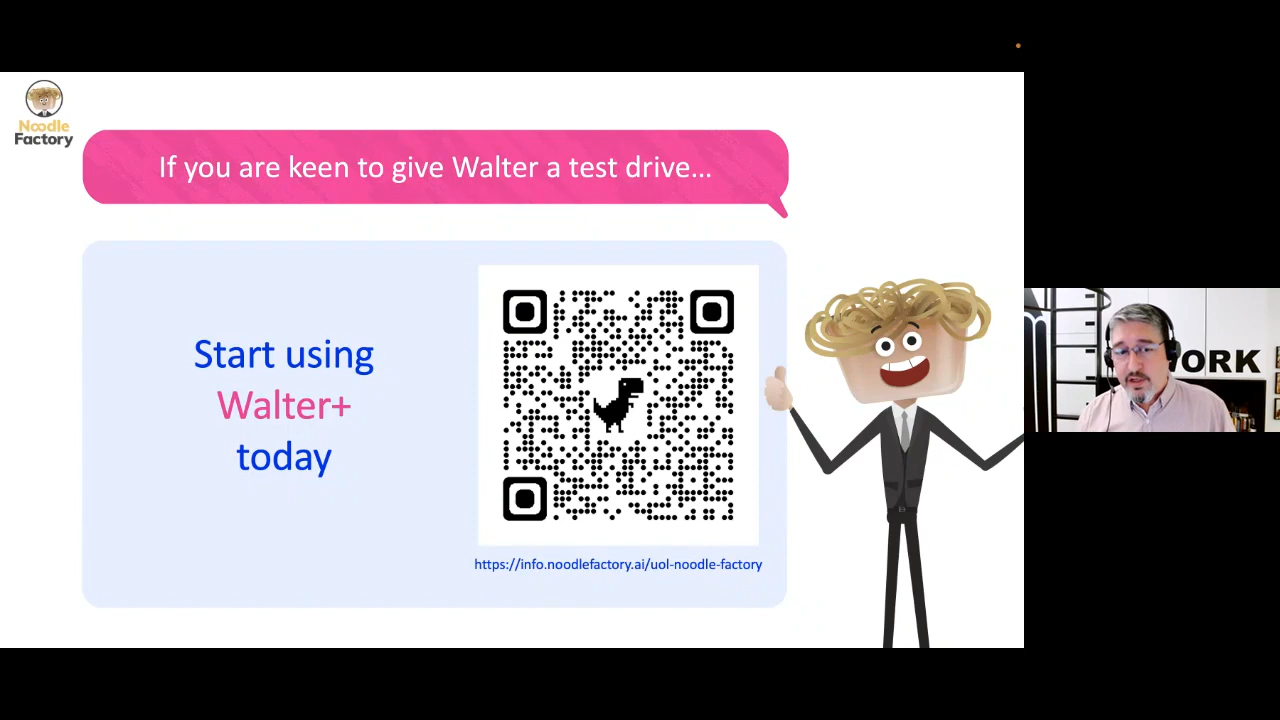 Noodle
Factory
If you are keen to give Walter a test drive...
Start using
Walter+
today
https://info.noodlefactory.ai/uol-noodle-factory
WORK